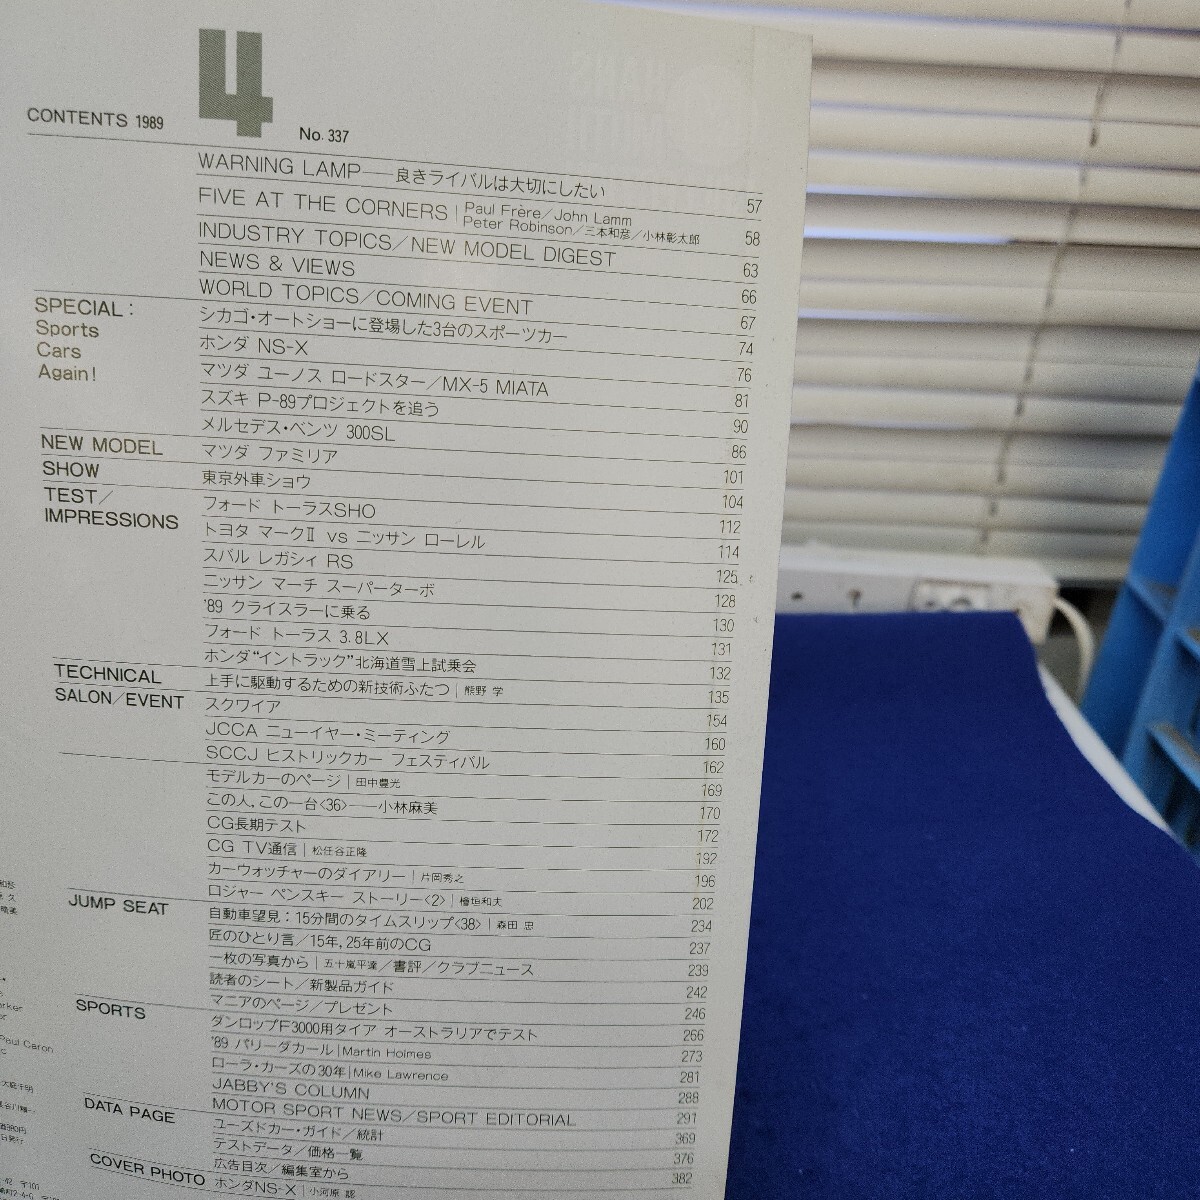 CONTENTS 1989 4 No. 337
WARNING LAMP——良きライバルは大切にしたい 57
FIVE AT THE CORNERS | Paul Frère/John Lamm
Peter Robinson/三本和彦/小林彰太郎 58
INDUSTRY TOPICS/NEW MODEL DIGEST 63
NEWS & VIEWS 66
WORLD TOPICS/COMING EVENT 67
SPECIAL:
Sports
Cars
Again!
シカゴ・オートショーに登場した3台のスポーツカー 74
ホンダ NS-X 76
マツダ ユーノス ロードスター/MX-5 MIATA 81
スズキ P-89プロジェクトを追う 90
メルセデス・ベンツ 300SL 86
NEW MODEL マツダ ファミリア 101
SHOW 東京外車ショウ 104
TEST/
IMPRESSIONS
フォード トーラスSHO 112
トヨタ マークⅡ vs ニッサン ローレル 114
スバル レガシィ RS 125
ニッサン マーチ スーパーターボ 128
'89 クライスラーに乗る 130
フォード トーラス 3.8LX 131
ホンダ“イントラック”北海道雪上試乗会 132
TECHNICAL 上手に駆動するための新技術ふたつ | 熊野 学 135
SALON/EVENT スクワイア 154
JCCA ニューイヤー・ミーティング 160
SCCJ ヒストリックカー フェスティバル 162
モデルカーのページ | 田中豊光 169
この人,この一台<36>——小林麻美 170
CG長期テスト 172
CG TV通信 | 松任谷正隆 192
カーウォッチャーのダイアリー | 片岡秀之 196
ロジャー ペンスキー ストーリー<2> | 檜垣和夫 202
JUMP SEAT 自動車望見:15分間のタイムスリップ<38> | 森田 忠 234
匠のひとり言/15年,25年前のCG 237
一枚の写真から | 五十嵐平達/書評/クラブニュース 239
読者のシート/新製品ガイド 242
マニアのページ/プレゼント 246
SPORTS ダンロップF3000用タイア オーストラリアでテスト 266
'89 パリーダカール | Martin Holmes 273
ローラ・カーズの30年 | Mike Lawrence 281
JABBY'S COLUMN 288
MOTOR SPORT NEWS/SPORT EDITORIAL 291
DATA PAGE ユーズドカー・ガイド/統計 369
テストデータ/価格一覧 376
広告目次/編集室から 382
COVER PHOTO ホンダNS-X | 小河原 認
Paul Caron